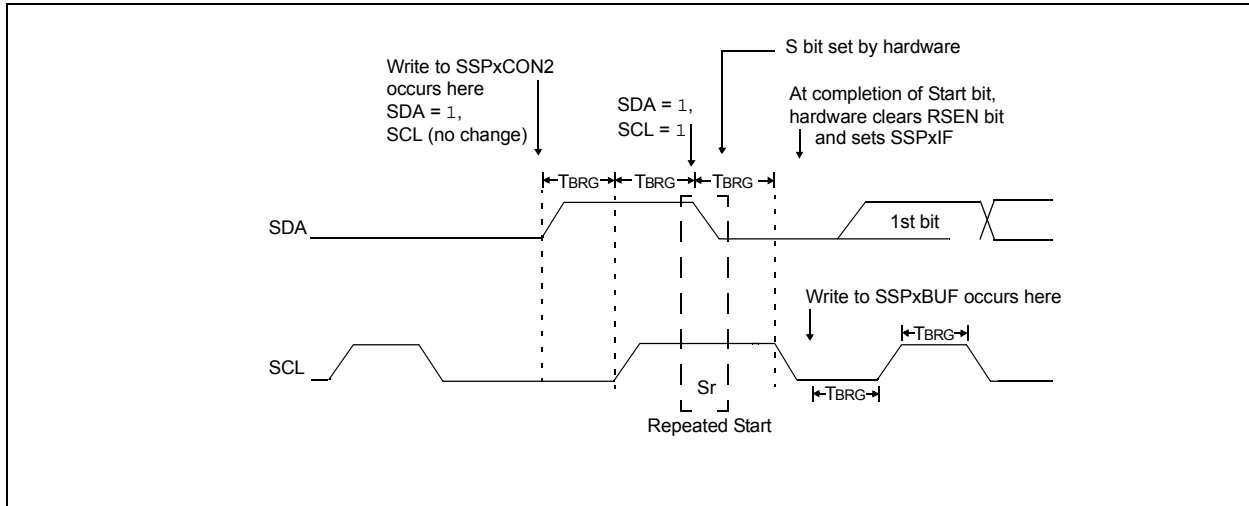 S bit set by hardware
Write to SSPxCON2
occurs here
SDA = 1,
SCL (no change)
SDA = 1,
SCL = 1
At completion of Start bit,
hardware clears RSEN bit
and sets SSPxIF
TBRG TBRG TBRG
SDA
1st bit
Write to SSPxBUF occurs here
TBRG
SCL
Sr
TBRG
Repeated Start